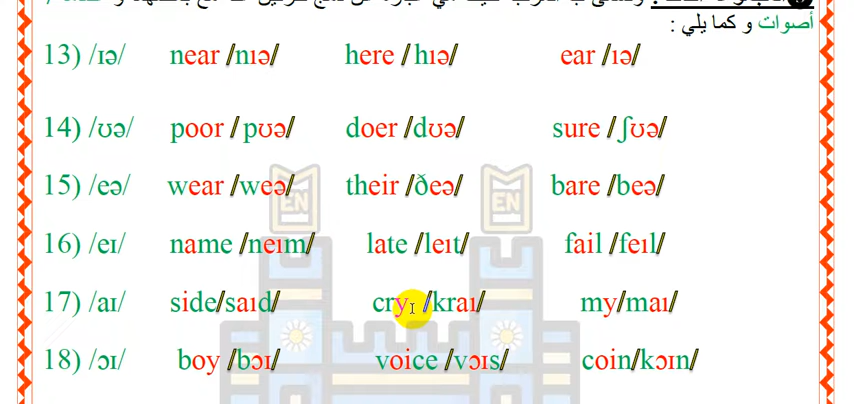 أصوات و كما يلي :
13) /ɪə/ near /nɪə/ here / hɪə/ ear /ɪə/
14) /ʊə/ poor / pʊə/ doer /dʊə/ sure / ʃʊə/
15) /eə/ wear /weə/ their /ðeə/ bare /beə/
16) /eɪ/ name /neɪm/ late /leɪt/ fail /feɪl/
17) /aɪ/ side/saɪd/ cry /kraɪ/ my/maɪ/
18) /ɔɪ/ boy /bɔɪ/ voice /vɔɪs/ coin/kɔɪn/
EN EN